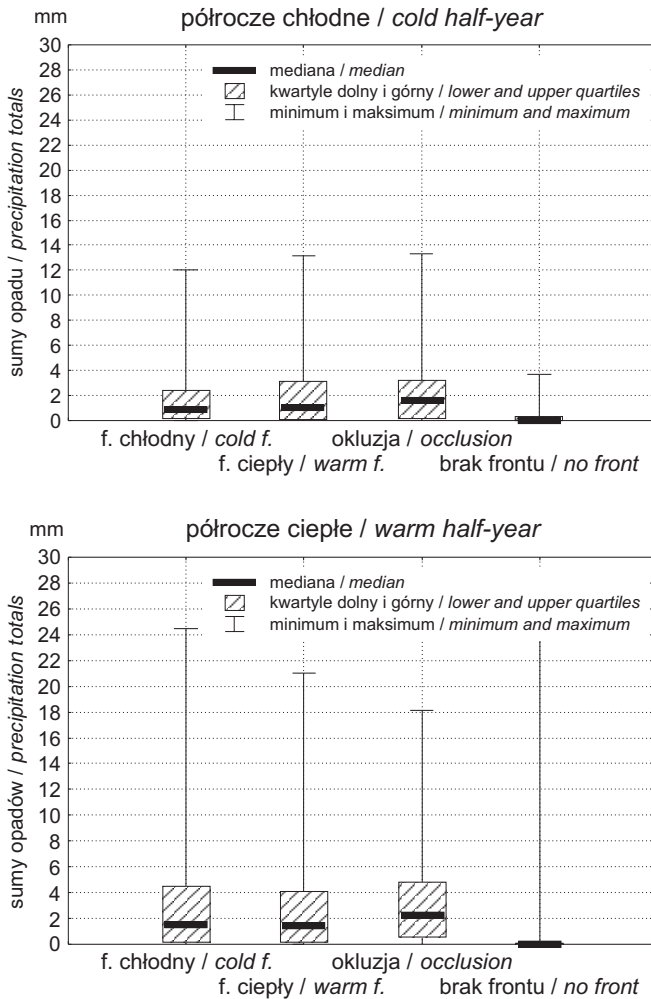 mm
półrocze chłodne / cold half-year
30
28
26
24
22
20
18
16
14
12
10
8
6
4
2
0
sumy opadu / precipitation totals
mediana / median
kwartyle dolny i górny / lower and upper quartiles
minimum i maksimum / minimum and maximum
f. chłodny / cold f.
okluzja / occlusion
f. ciepły / warm f.
brak frontu / no front
mm
półrocze ciepłe / warm half-year
30
28
26
24
22
20
18
16
14
12
10
8
6
4
2
0
sumy opadów / precipitation totals
mediana / median
kwartyle dolny i górny / lower and upper quartiles
minimum i maksimum / minimum and maximum
f. chłodny / cold f.
okluzja / occlusion
f. ciepły / warm f.
brak frontu / no front